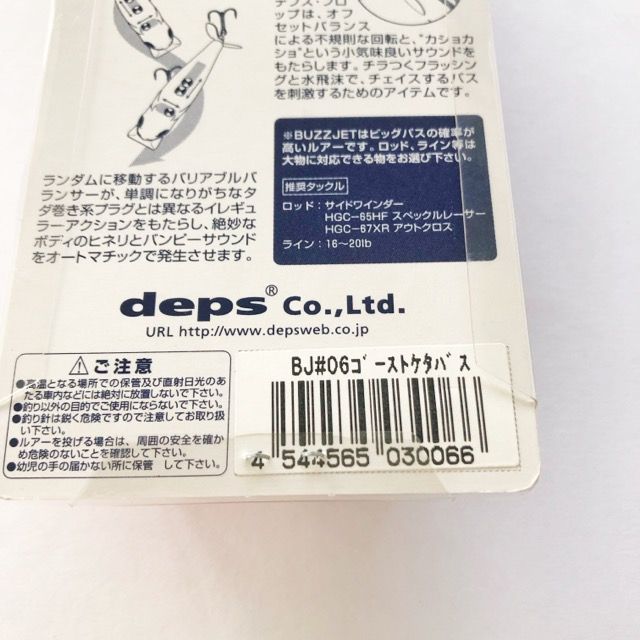 デプス・プロ
ップは、オフ
セットバランス
による不規則な回転と、"カショカ
ショ"という小気味良いサウンドを
もたらします。チラつくフラッシン
グと水飛沫で、チェイスするバス
を刺激するためのアイテムです。
※BUZZJETはビッグバスの確率が
高いルアーです。ロッド、ライン等は
大物に対応できる物をお選び下さい。
推奨タックル
ロッド：サイドワインダー
HGC-65HF スペックルレーサー
HGC-67XR アウトクロス
ライン：16〜20lb
ランダムに移動するバリアブルバ
ランサーが、単調になりがちなタ
ダ巻き系プラグとは異なるイレギュ
ラーアクションをもたらし、絶妙な
ボディのヒネリとバンピーサウンド
をオートマチックで発生させます。
deps® Co.,Ltd.
URL http://www.depsweb.co.jp
⚠ご注意
●高温となる場所での保管及び直射日光のあ
たる車内などには絶対に放置しないで下さい。
●釣り以外の目的でご使用にならないで下さい。
●釣り針は鋭く危険ですので注意してお取り扱
い下さい。
●ルアーを投げる場合は、周囲の安全を確か
め危険のないことを確認して下さい。
●幼児の手の届かない所に保管 して下さい。
BJ#06ゴーストケタバス
4 544565 030066